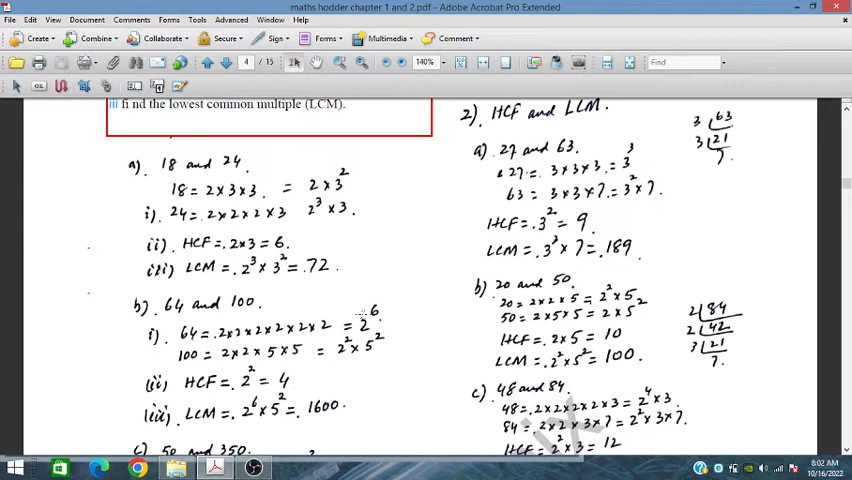 maths hodder chapter 1 and 2.pdf - Adobe Acrobat Pro Extended
File Edit View Document Comments Forms Tools Advanced Window Help
Create Combine Collaborate Secure Sign Forms Multimedia Comment
4 / 15 140% Find
iii fi nd the lowest common multiple (LCM).
a) 18 and 24
18 = 2 x 3 x 3. = 2 x 3²
i). 24 = .2 x 2 x 2 x 3 2³ x 3.
ii). HCF = .2 x 3 = 6.
iii) LCM = .2³ x 3² = .72.
b) 64 and 100.
i). 64 = .2x2x2x2x2x2 = 2⁶.
100 = 2 x 2 x 5 x 5 = 2² x 5²
(ii) HCF = .2² = 4
(iii). LCM = .2⁶ x 5² = .1600.
c) 50 and 350.
2). HCF and LCM.
a) 27 and 63.
27 = . 3 x 3 x 3 = 3³
63 = 3 x 3 x 7 = 3² x 7.
HCF = .3² = 9.
LCM = .3³ x 7 = .189.
3 63
3 21
7.
b) 20 and 50.
20 = 2 x 2 x 5 = 2² x 5
50 = 2 x 5 x 5 = 2 x 5²
HCF = .2 x 5 = 10
LCM = .2² x 5² = 100.
2 84
2 42
3 21
7.
c) 48 and 84.
48 = .2 x 2 x 2 x 2 x 3 = 2⁴ x 3.
84 = .2 x 2 x 3 x 7 = 2² x 3 x 7.
HCF = 2² x 3 = 12
ix
8:02 AM
10/16/2022